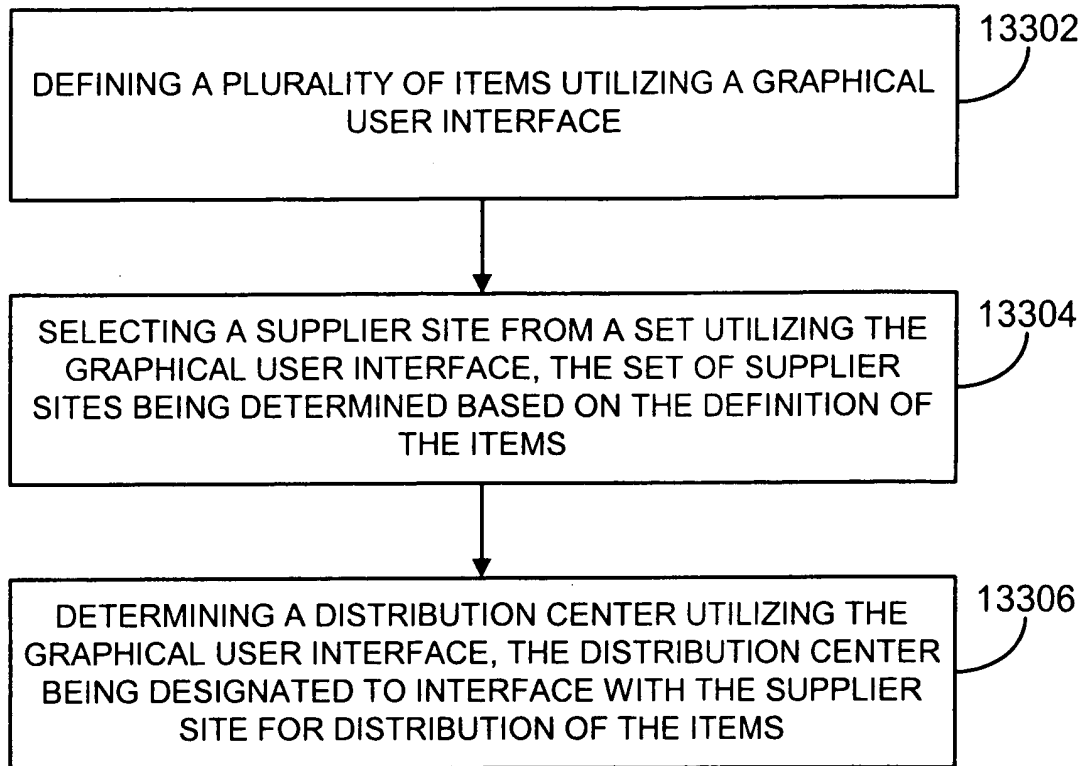 13302
DEFINING A PLURALITY OF ITEMS UTILIZING A GRAPHICAL
USER INTERFACE
13304
SELECTING A SUPPLIER SITE FROM A SET UTILIZING THE
GRAPHICAL USER INTERFACE, THE SET OF SUPPLIER
SITES BEING DETERMINED BASED ON THE DEFINITION OF
THE ITEMS
13306
DETERMINING A DISTRIBUTION CENTER UTILIZING THE
GRAPHICAL USER INTERFACE, THE DISTRIBUTION CENTER
BEING DESIGNATED TO INTERFACE WITH THE SUPPLIER
SITE FOR DISTRIBUTION OF THE ITEMS